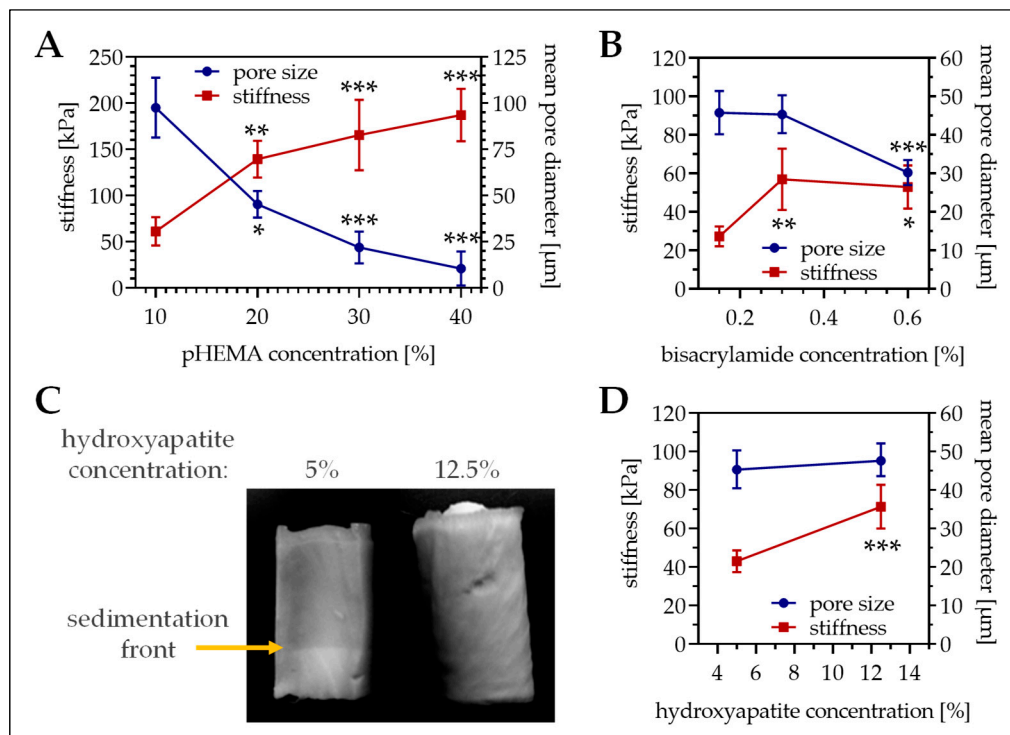 A
250
200
150
100
50
0
stiffness [kPa]
pore size
stiffness
**
***
***
*
***
***
125
100
75
50
25
0
mean pore diameter [µm]
10 20 30 40
pHEMA concentration [%]
B
120
100
80
60
40
20
0
stiffness [kPa]
***
**
*
pore size
stiffness
60
50
40
30
20
10
0
mean pore diameter [µm]
0.2 0.4 0.6
bisacrylamide concentration [%]
C
hydroxyapatite
concentration: 5% 12.5%
sedimentation
front
D
120
100
80
60
40
20
0
stiffness [kPa]
***
pore size
stiffness
60
50
40
30
20
10
0
mean pore diameter [µm]
4 6 8 10 12 14
hydroxyapatite concentration [%]